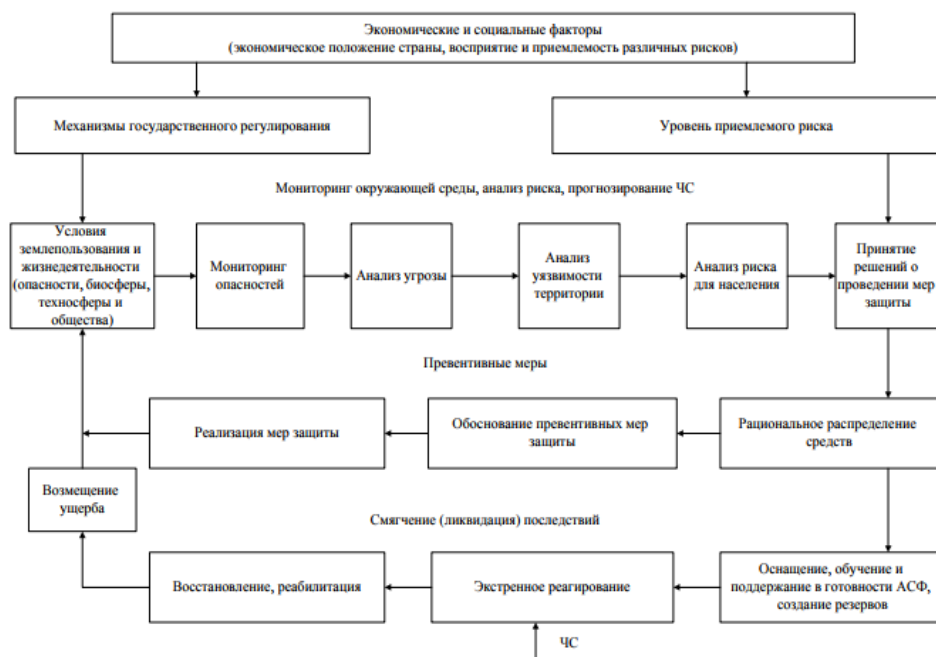 Экономические и социальные факторы
(экономическое положение страны, восприятие и приемлемость различных рисков)
Механизмы государственного регулирования
Уровень приемлемого риска
Мониторинг окружающей среды, анализ риска, прогнозирование ЧС
Условия
землепользования и
жизнедеятельности
(опасности, биосферы,
техносферы и
общества)
Мониторинг
опасностей
Анализ угрозы
Анализ
уязвимости
территории
Анализ риска
для населения
Принятие
решений о
проведении мер
защиты
Превентивные меры
Реализация мер защиты
Обоснование превентивных мер
защиты
Рациональное распределение
средств
Возмещение
ущерба
Смягчение (ликвидация) последствий
Восстановление, реабилитация
Экстренное реагирование
Оснащение, обучение и
поддержание в готовности АСФ,
создание резервов
ЧС